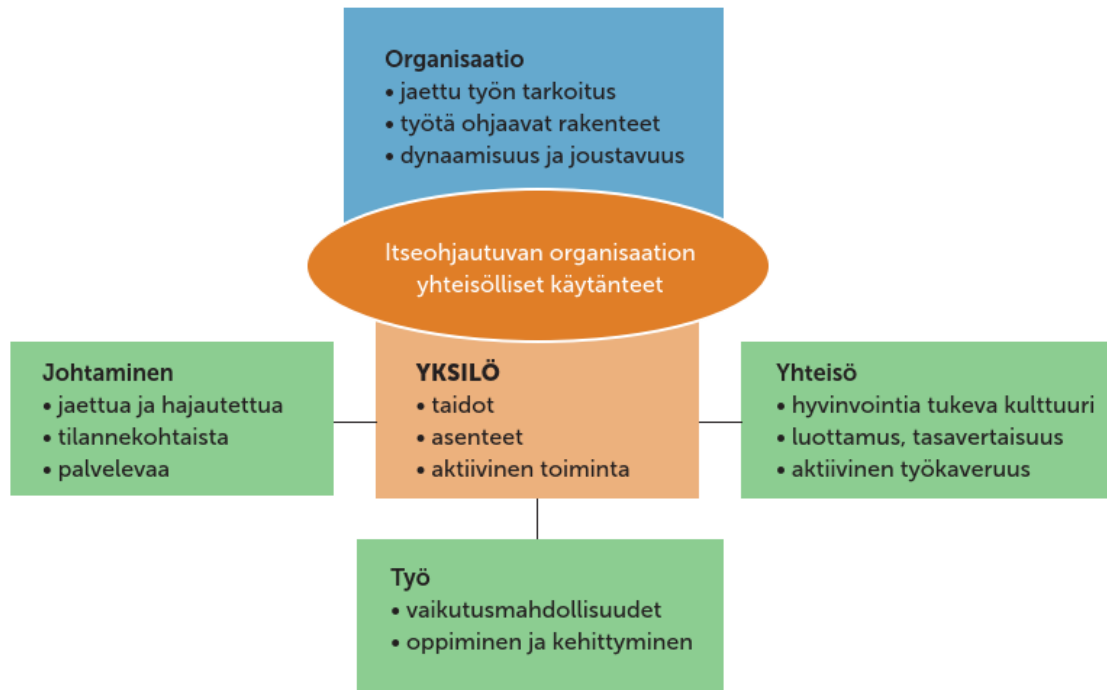 Organisaatio
• jaettu työn tarkoitus
• työtä ohjaavat rakenteet
• dynaamisuus ja joustavuus
Itseohjautuvan organisaation
yhteisölliset käytänteet
Johtaminen
• jaettua ja hajautettua
• tilannekohtaista
• palvelevaa
YKSILÖ
• taidot
• asenteet
• aktiivinen toiminta
Yhteisö
• hyvinvointia tukeva kulttuuri
• luottamus, tasavertaisuus
• aktiivinen työkaveruus
Työ
• vaikutusmahdollisuudet
• oppiminen ja kehittyminen